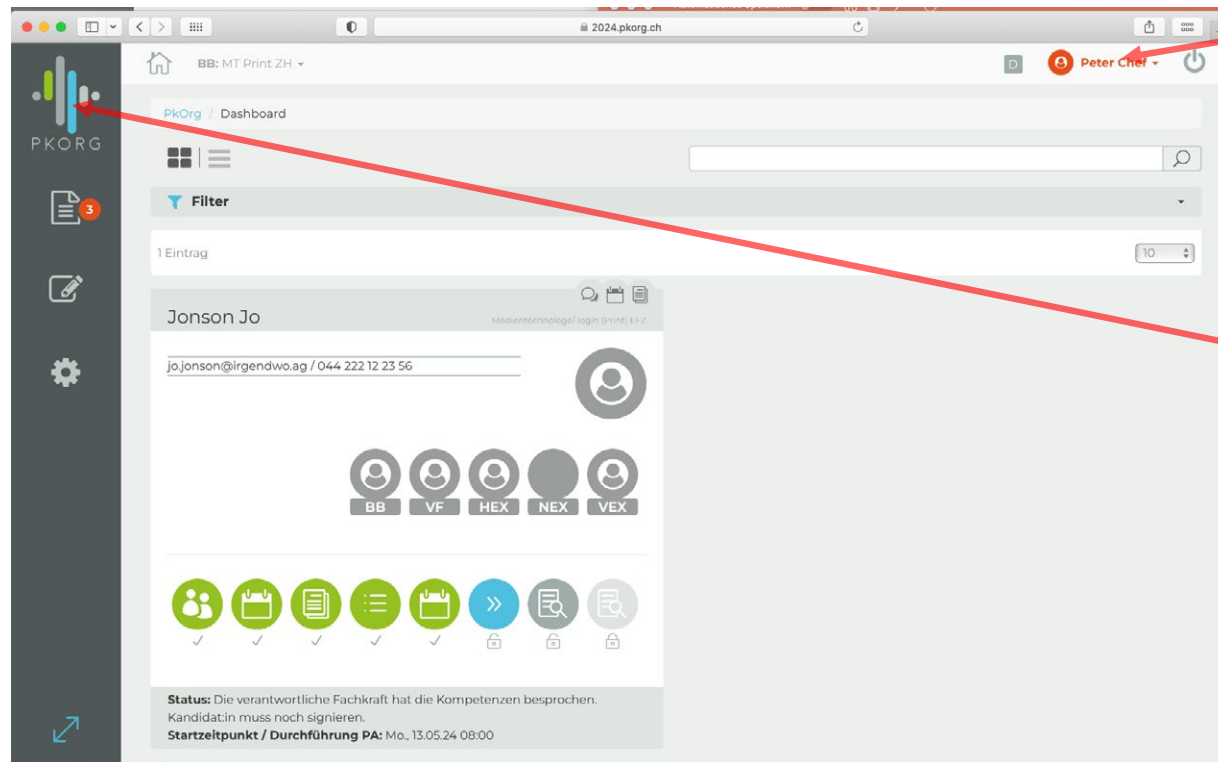 2024.pkorg.ch
BB: MT Print ZH
D
Peter Chef
PKORG
PkOrg / Dashboard
3
Filter
1 Eintrag
10
Jonson Jo
Medientechnologe/login (Print) EFZ
jo.jonson@irgendwo.ag / 044 222 12 23 56
BB
VF
HEX
NEX
VEX
Status: Die verantwortliche Fachkraft hat die Kompetenzen besprochen.
Kandidat:in muss noch signieren.
Startzeitpunkt / Durchführung PA: Mo., 13.05.24 08:00